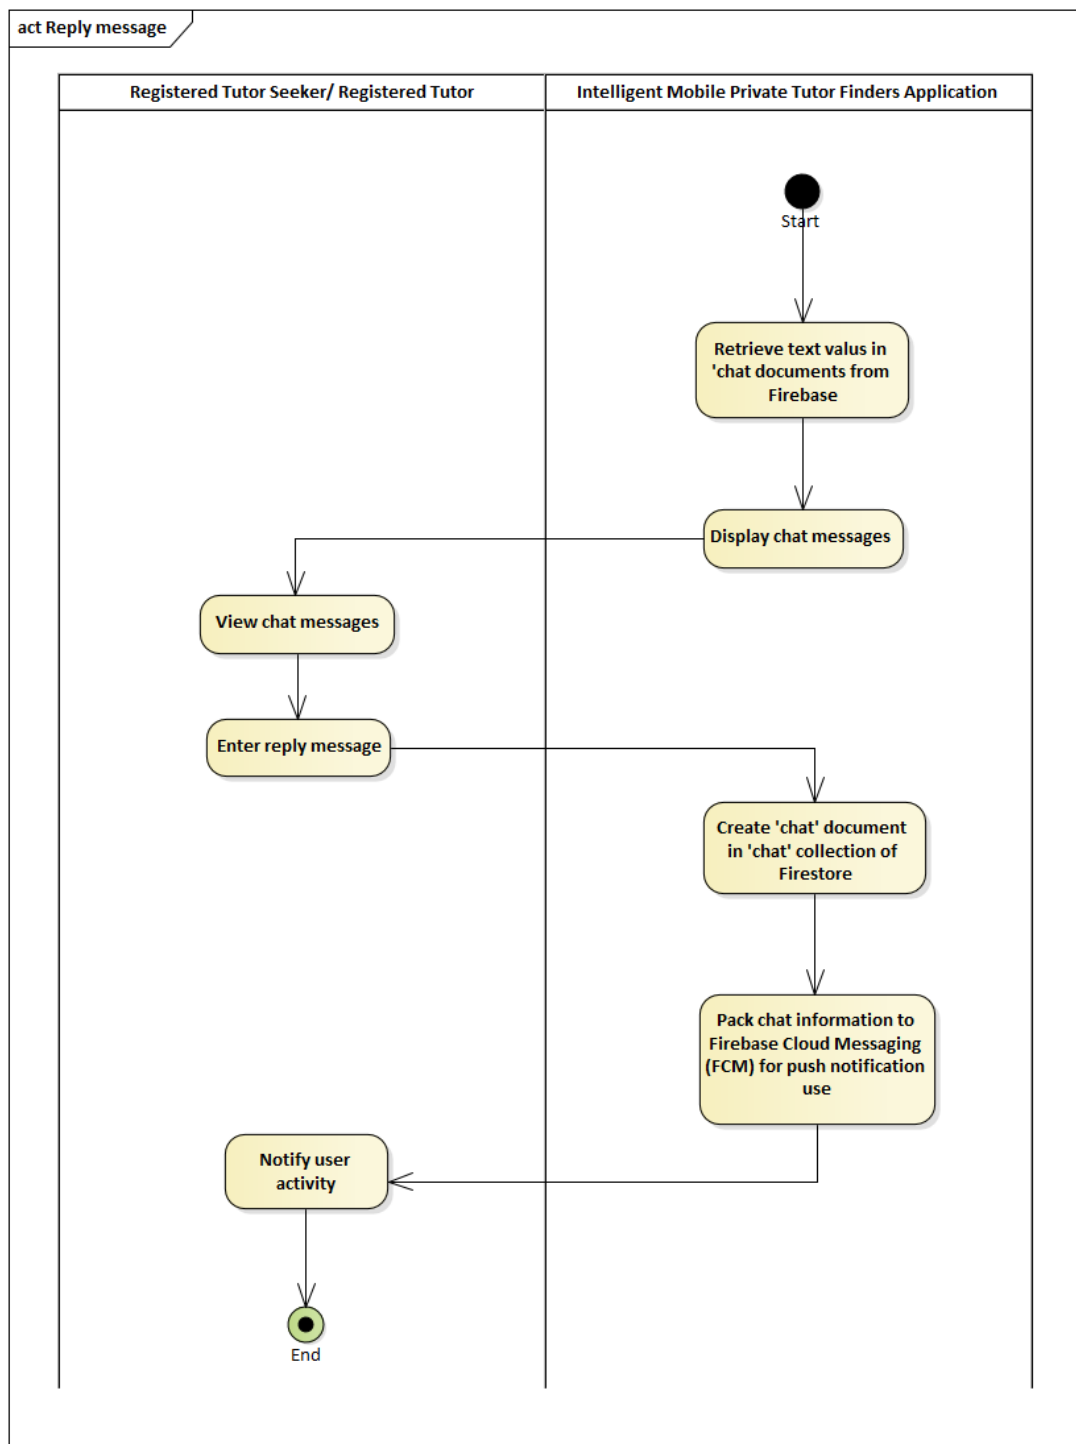 act Reply message
Registered Tutor Seeker/ Registered Tutor
Intelligent Mobile Private Tutor Finders Application
Start
Retrieve text valus in
'chat documents from
Firebase
Display chat messages
View chat messages
Enter reply message
Create 'chat' document
in 'chat' collection of
Firestore
Pack chat information to
Firebase Cloud Messaging
(FCM) for push notification
use
Notify user
activity
End